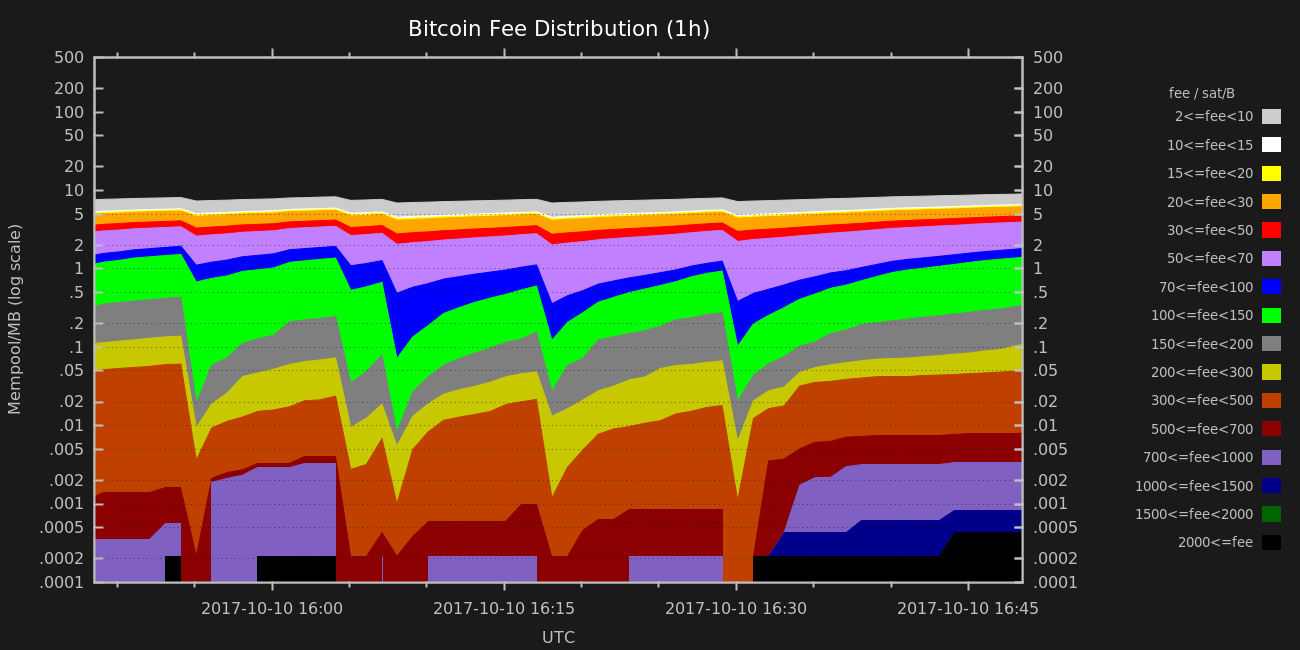 Bitcoin Fee Distribution (1h)
Mempool/MB (log scale)
500
200
100
50
20
10
5
2
1
.5
.2
.1
.05
.02
.01
.005
.002
.001
.0005
.0002
.0001
500
200
100
50
20
10
5
2
1
.5
.2
.1
.05
.02
.01
.005
.002
.001
.0005
.0002
.0001
2017-10-10 16:00
2017-10-10 16:15
2017-10-10 16:30
2017-10-10 16:45
UTC
fee / sat/B
2<=fee<10
10<=fee<15
15<=fee<20
20<=fee<30
30<=fee<50
50<=fee<70
70<=fee<100
100<=fee<150
150<=fee<200
200<=fee<300
300<=fee<500
500<=fee<700
700<=fee<1000
1000<=fee<1500
1500<=fee<2000
2000<=fee